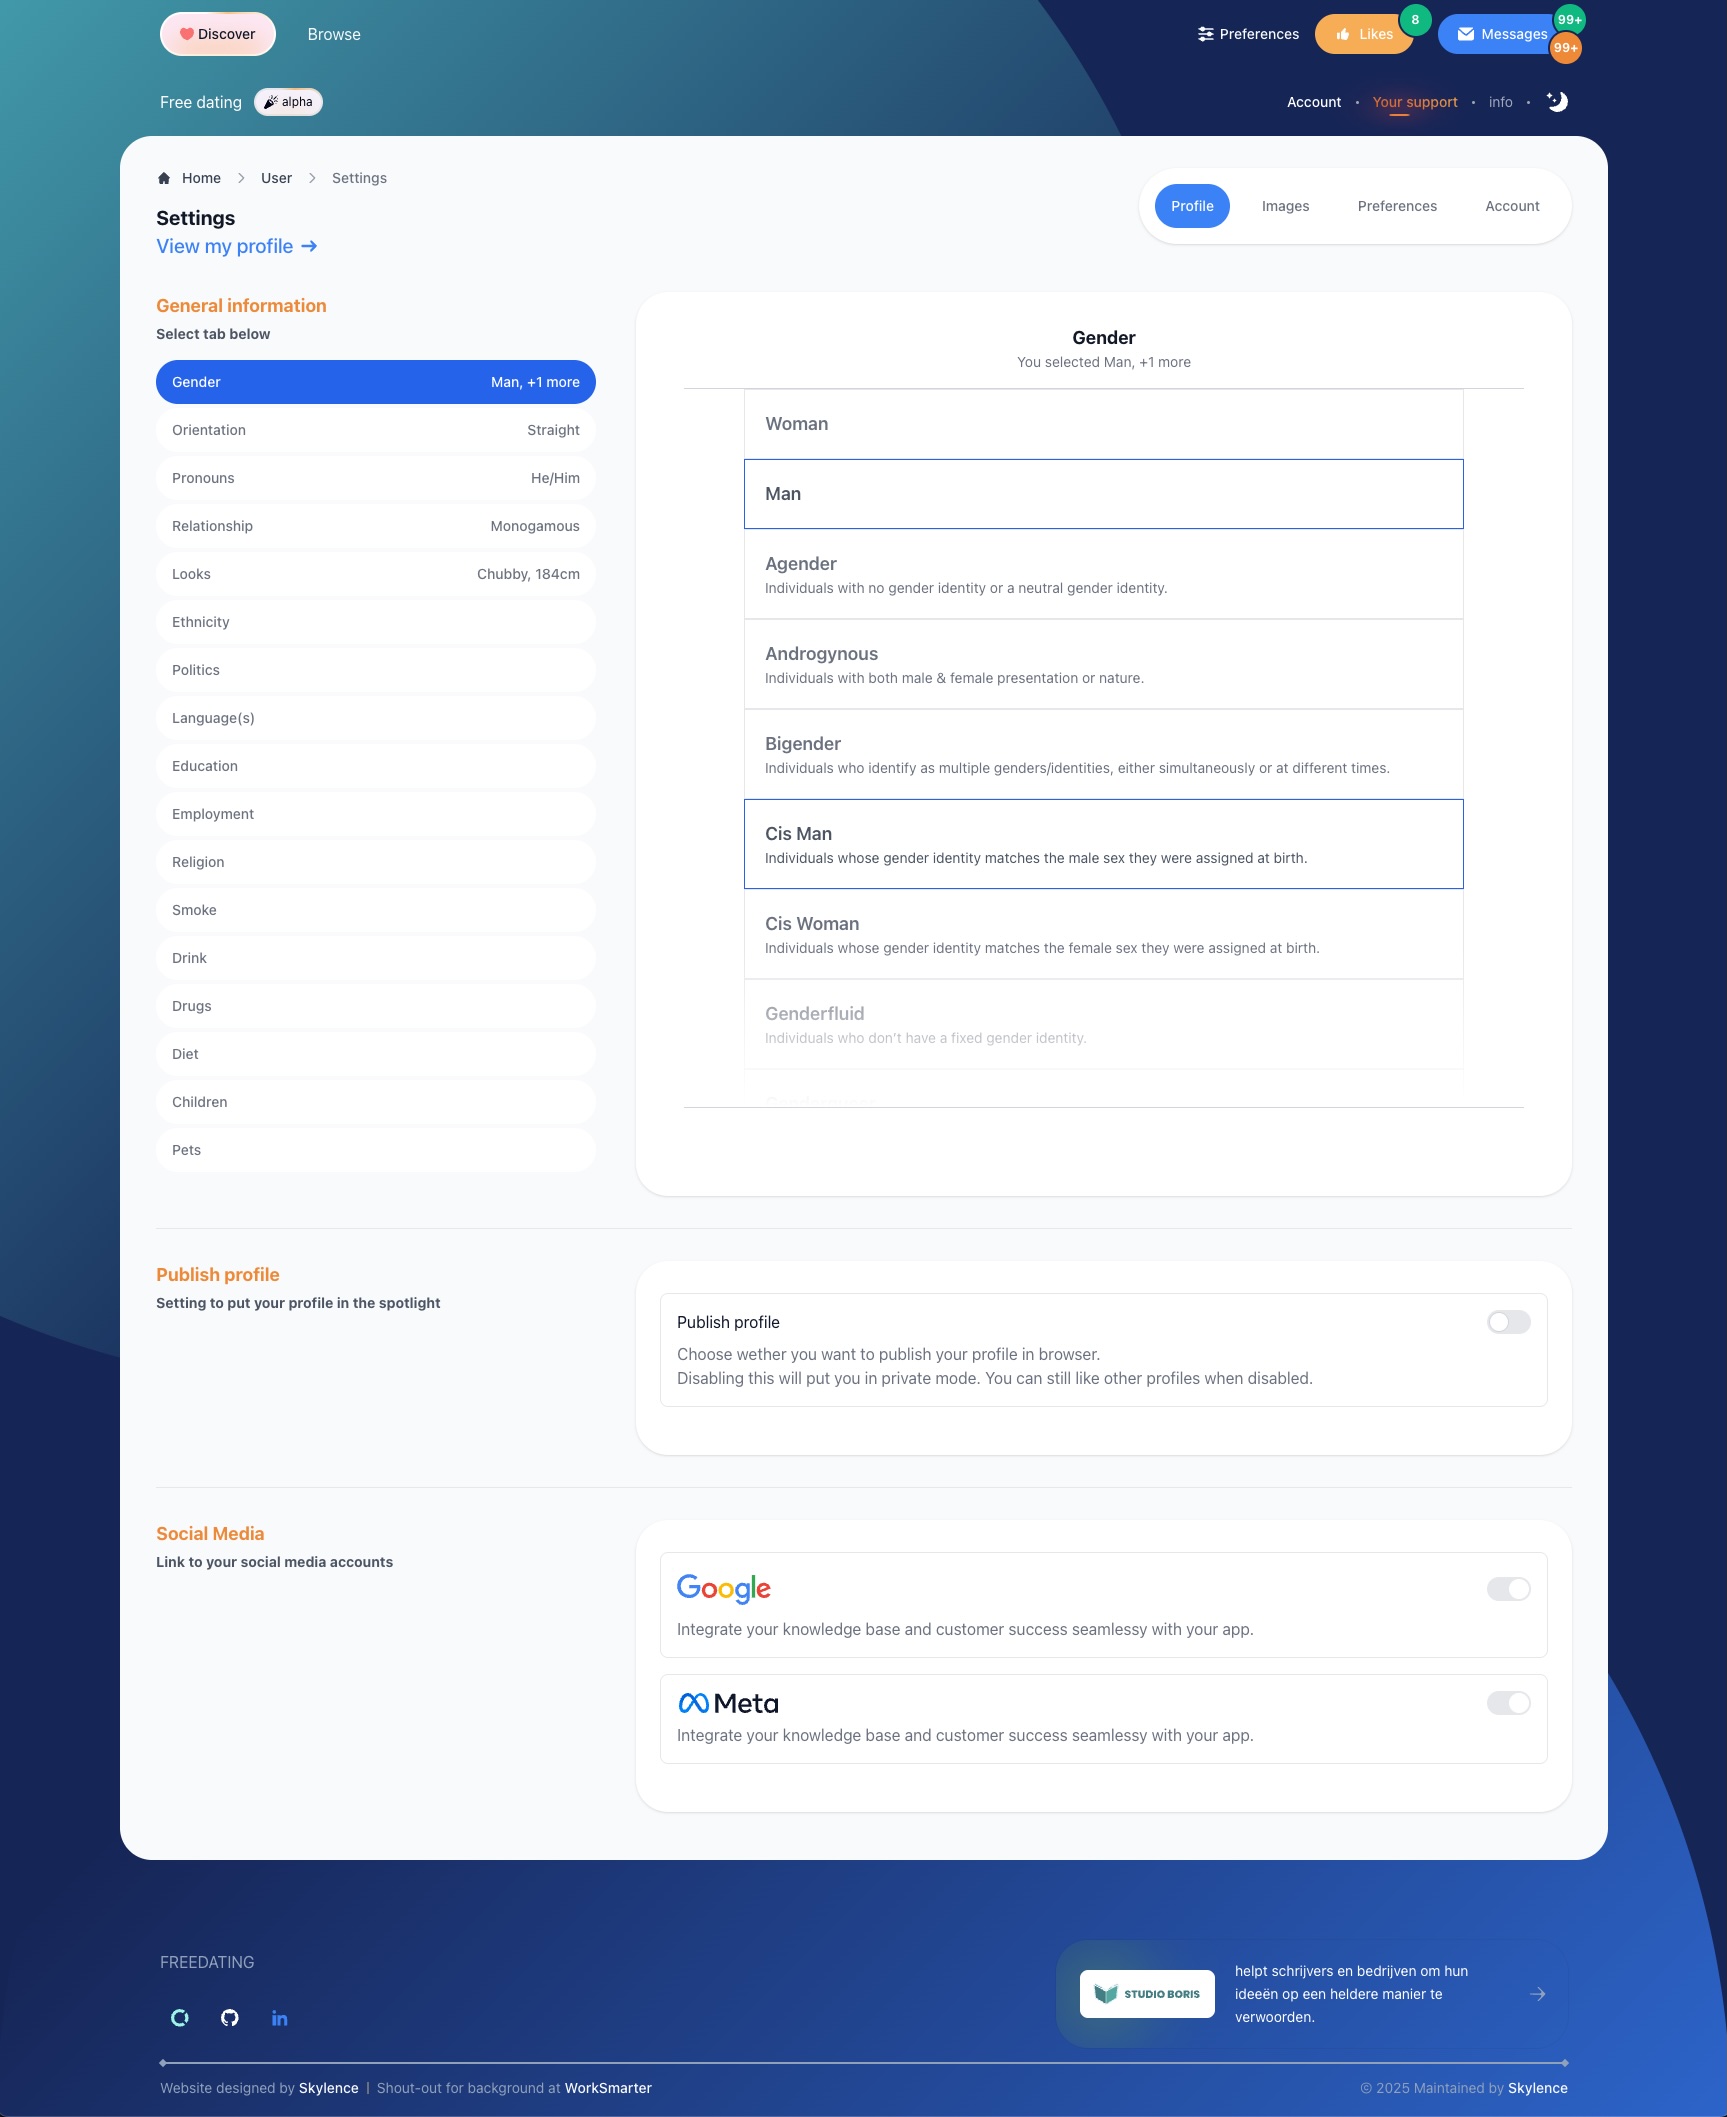 Discover
Browse
Preferences
Likes
8
Messages
99+
99+
Free dating
alpha
Account
Your support
info
Home
User
Settings
Settings
View my profile
Profile
Images
Preferences
Account
General information
Select tab below
Gender Man, +1 more
Orientation Straight
Pronouns He/Him
Relationship Monogamous
Looks Chubby, 184cm
Ethnicity
Politics
Language(s)
Education
Employment
Religion
Smoke
Drink
Drugs
Diet
Children
Pets
Gender
You selected Man, +1 more
Woman
Man
Agender
Individuals with no gender identity or a neutral gender identity.
Androgynous
Individuals with both male & female presentation or nature.
Bigender
Individuals who identify as multiple genders/identities, either simultaneously or at different times.
Cis Man
Individuals whose gender identity matches the male sex they were assigned at birth.
Cis Woman
Individuals whose gender identity matches the female sex they were assigned at birth.
Genderfluid
Individuals who don't have a fixed gender identity.
Publish profile
Setting to put your profile in the spotlight
Publish profile
Choose wether you want to publish your profile in browser.
Disabling this will put you in private mode. You can still like other profiles when disabled.
Social Media
Link to your social media accounts
Google
Integrate your knowledge base and customer success seamlessy with your app.
Meta
Integrate your knowledge base and customer success seamlessy with your app.
FREEDATING
STUDIO BORIS
helpt schrijvers en bedrijven om hun
ideeën op een heldere manier te
verwoorden.
Website designed by Skylence | Shout-out for background at WorkSmarter
© 2025 Maintained by Skylence